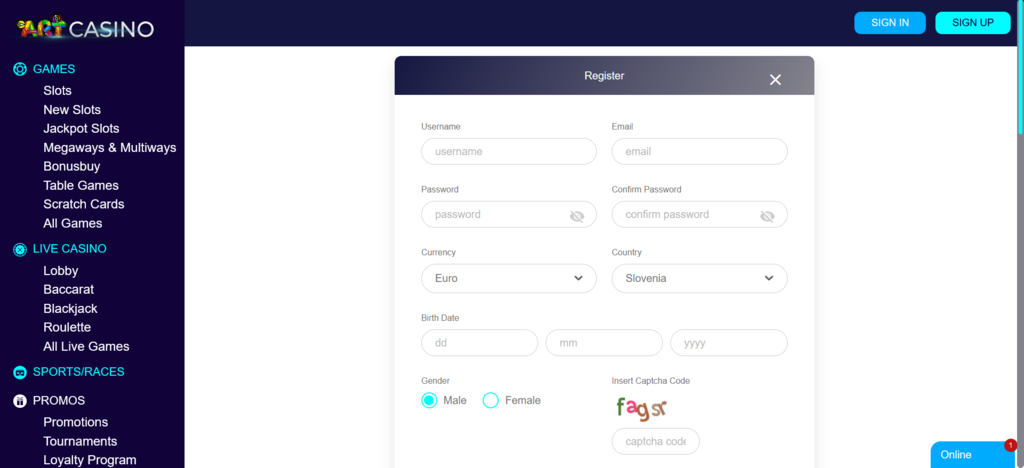 ARTCASINO
SIGN IN
SIGN UP
GAMES
Slots
New Slots
Jackpot Slots
Megaways & Multiways
Bonusbuy
Table Games
Scratch Cards
All Games
LIVE CASINO
Lobby
Baccarat
Blackjack
Roulette
All Live Games
SPORTS/RACES
PROMOS
Promotions
Tournaments
Loyalty Program
Register
Username
Email
username
email
Password
Confirm Password
password
confirm password
Currency
Country
Euro
Slovenia
Birth Date
dd
mm
yyyy
Gender
Insert Captcha Code
Male
Female
fagsr
captcha code
Online
1